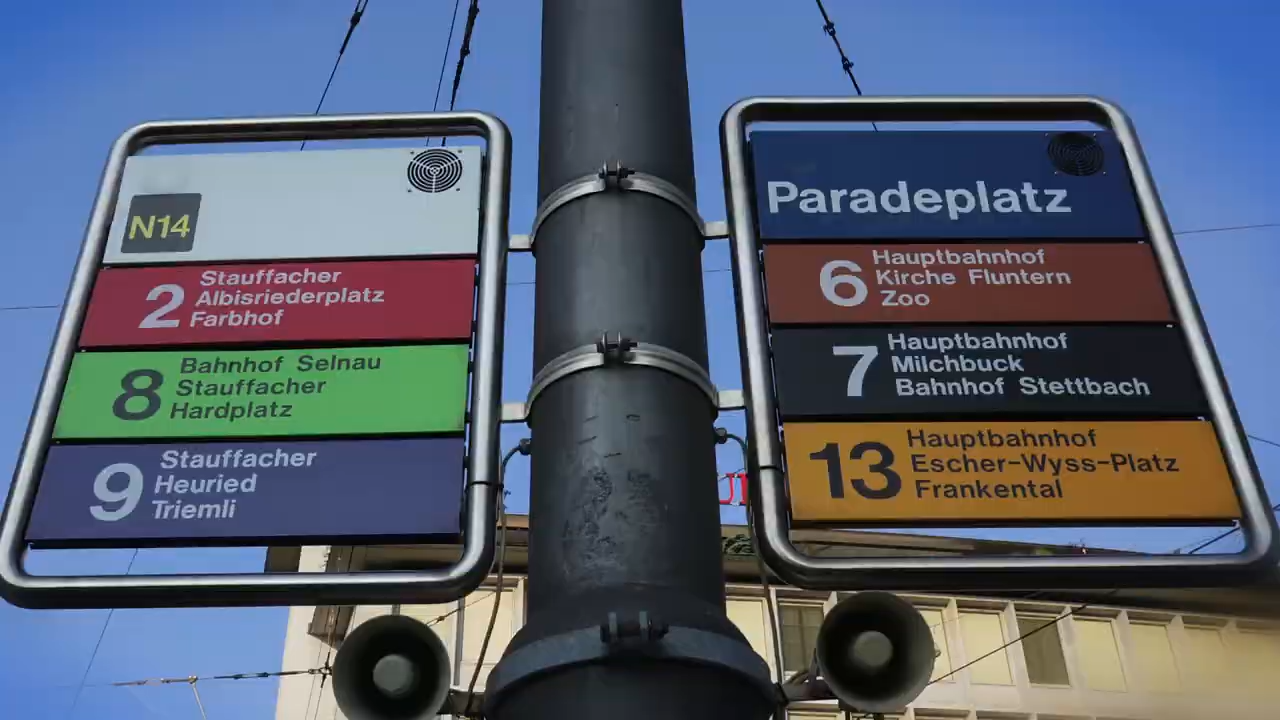 N14
2
Stauffacher
Albisriederplatz
Farbhof
8
Bahnhof Selnau
Stauffacher
Hardplatz
9
Stauffacher
Heuried
Triemli
Paradeplatz
6
Hauptbahnhof
Kirche Fluntern
Zoo
7
Hauptbahnhof
Milchbuck
Bahnhof Stettbach
13
Hauptbahnhof
Escher-Wyss-Platz
Frankental